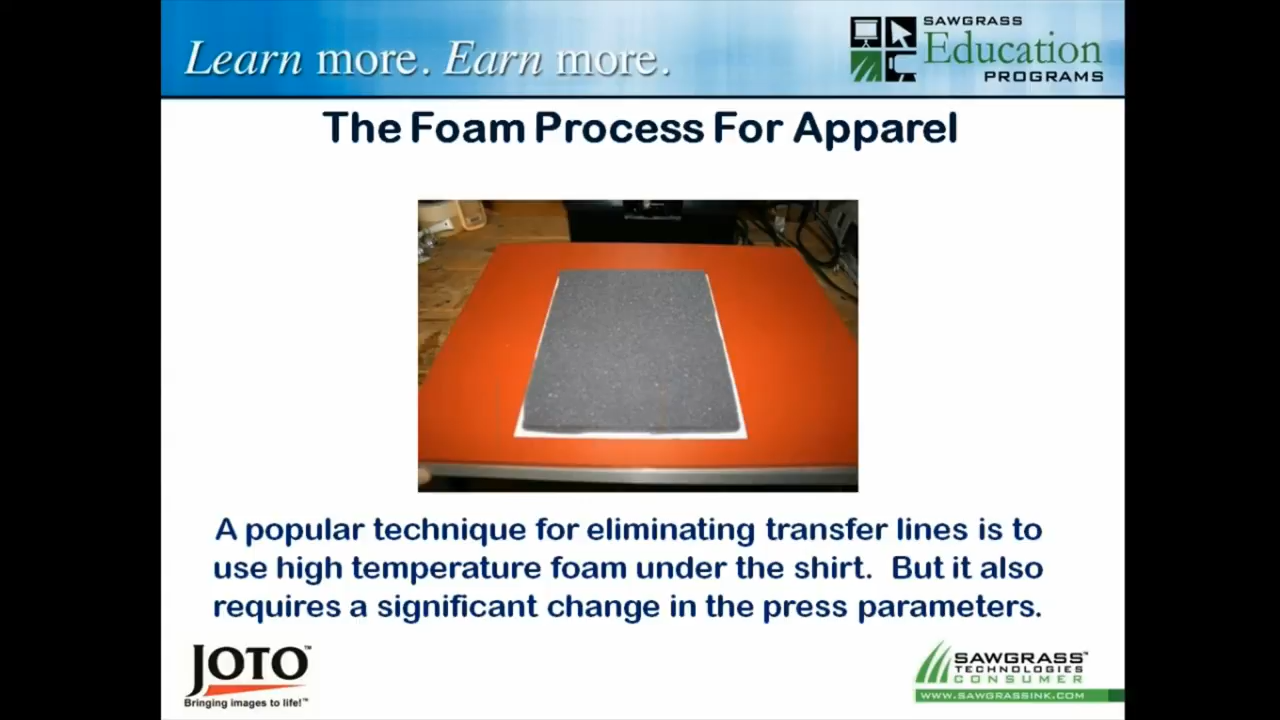 Learn more. Earn more.
SAWGRASS
Education
PROGRAMS
The Foam Process For Apparel
A popular technique for eliminating transfer lines is to
use high temperature foam under the shirt. But it also
requires a significant change in the press parameters.
JOTO™
Bringing images to life!™
SAWGRASS™
TECHNOLOGIES
CONSUMER
WWW.SAWGRASSINK.COM